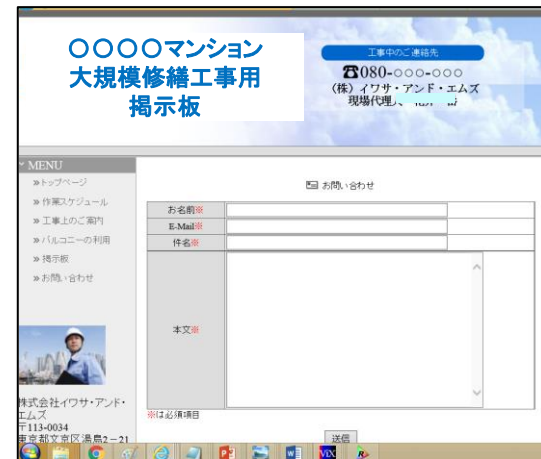 〇〇〇〇マンション
大規模修繕工事用
掲示板
工事中のご連絡先
☎080-○○○-○○○
(株)イワサ・アンド・エムズ
現場代理人
MENU
»トップページ
»作業スケジュール
»工事上のご案内
»バルコニーの利用
»掲示板
»お問い合わせ
お問い合わせ
お名前※
E-Mail※
件名※
本文※
※は必須項目
送信
株式会社イワサ・アンド・
エムズ
〒113-0034
東京都文京区湯島2-21